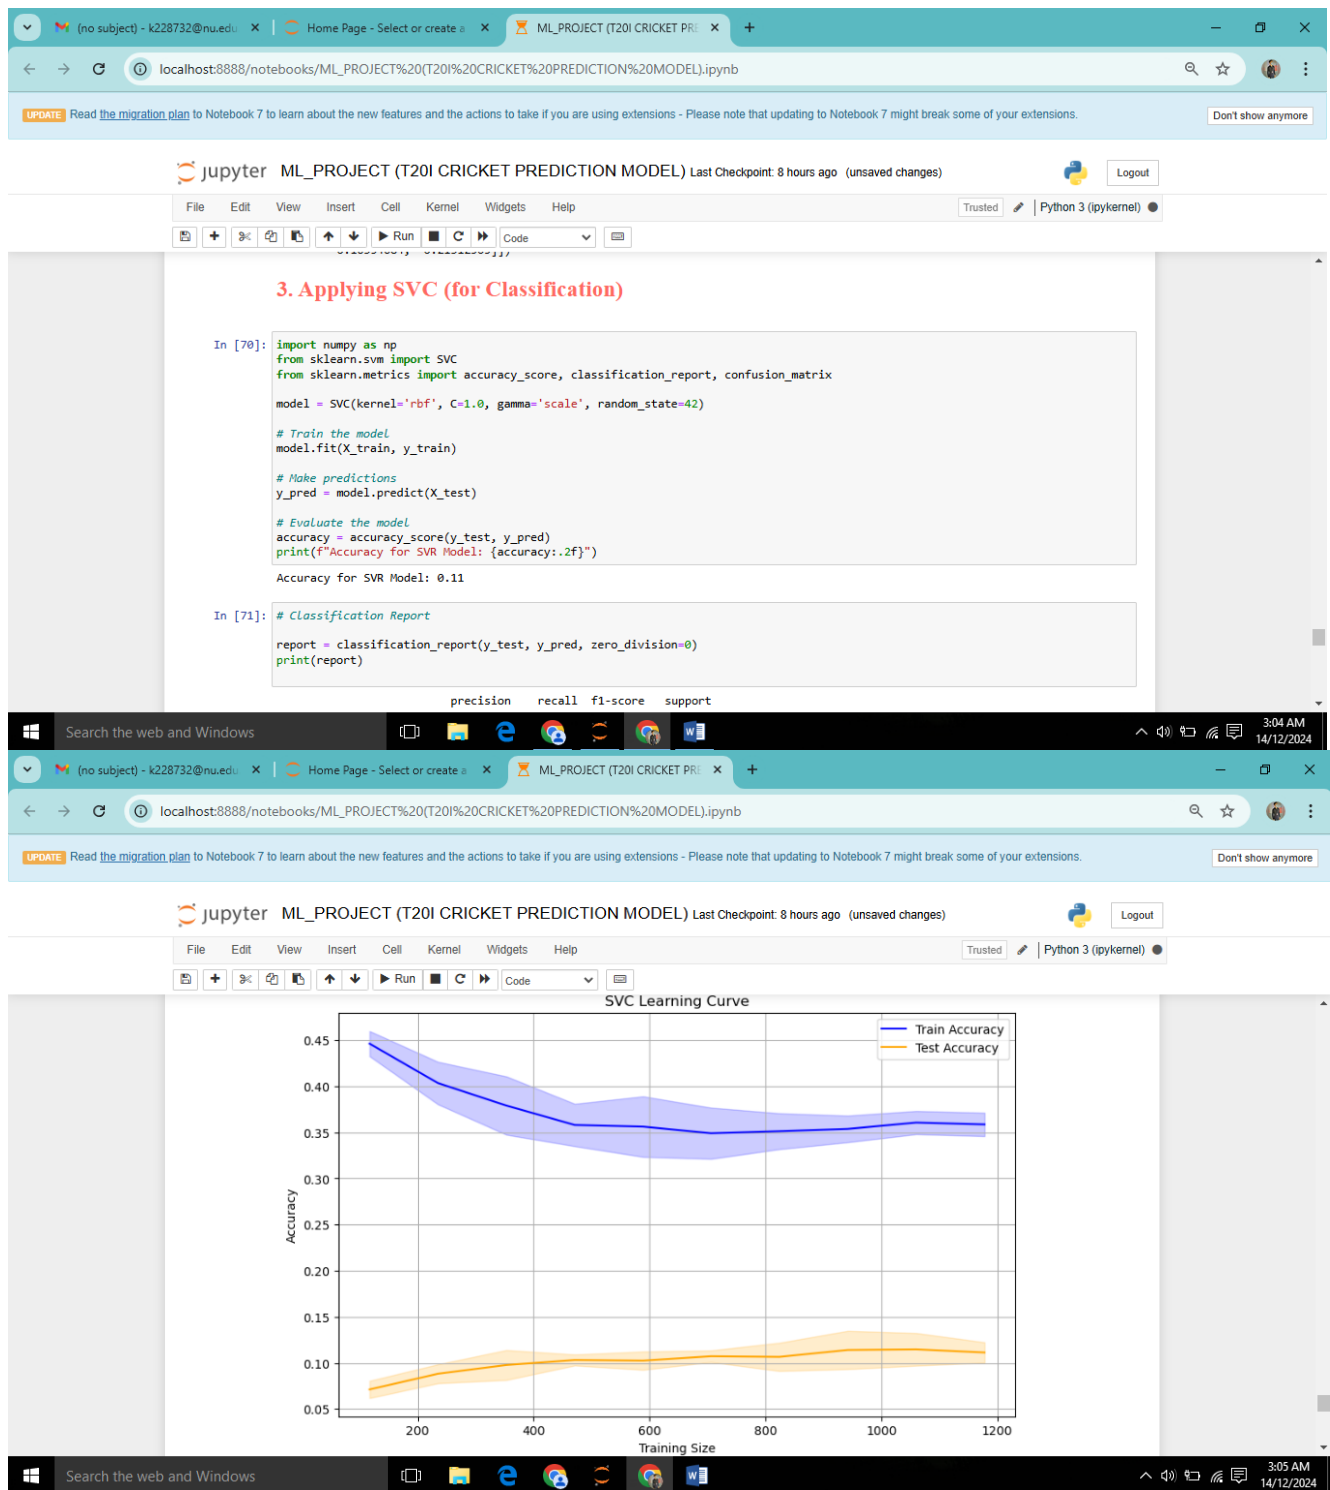 (no subject) - k228732@nu.edu
Home Page - Select or create a
ML_PROJECT (T20I CRICKET PRE
localhost:8888/notebooks/ML_PROJECT%20(T20I%20CRICKET%20PREDICTION%20MODEL).ipynb
UPDATE Read the migration plan to Notebook 7 to learn about the new features and the actions to take if you are using extensions - Please note that updating to Notebook 7 might break some of your extensions.
Don't show anymore
jupyter ML_PROJECT (T20I CRICKET PREDICTION MODEL) Last Checkpoint: 8 hours ago (unsaved changes)
Logout
File Edit View Insert Cell Kernel Widgets Help
Trusted Python 3 (ipykernel)
Run Code
3. Applying SVC (for Classification)
In [70]: import numpy as np
from sklearn.svm import SVC
from sklearn.metrics import accuracy_score, classification_report, confusion_matrix
model = SVC(kernel='rbf', C=1.0, gamma='scale', random_state=42)
# Train the model
model.fit(X_train, y_train)
# Make predictions
y_pred = model.predict(X_test)
# Evaluate the model
accuracy = accuracy_score(y_test, y_pred)
print(f"Accuracy for SVR Model: {accuracy:.2f}")
Accuracy for SVR Model: 0.11
In [71]: # Classification Report
report = classification_report(y_test, y_pred, zero_division=0)
print(report)
precision recall f1-score support
Search the web and Windows
3:04 AM
14/12/2024
(no subject) - k228732@nu.edu
Home Page - Select or create a
ML_PROJECT (T20I CRICKET PRE
localhost:8888/notebooks/ML_PROJECT%20(T20I%20CRICKET%20PREDICTION%20MODEL).ipynb
UPDATE Read the migration plan to Notebook 7 to learn about the new features and the actions to take if you are using extensions - Please note that updating to Notebook 7 might break some of your extensions.
Don't show anymore
jupyter ML_PROJECT (T20I CRICKET PREDICTION MODEL) Last Checkpoint: 8 hours ago (unsaved changes)
Logout
File Edit View Insert Cell Kernel Widgets Help
Trusted Python 3 (ipykernel)
Run Code
SVC Learning Curve
Train Accuracy
Test Accuracy
0.45
0.40
0.35
0.30
0.25
0.20
0.15
0.10
0.05
Accuracy
200 400 600 800 1000 1200
Training Size
Search the web and Windows
3:05 AM
14/12/2024